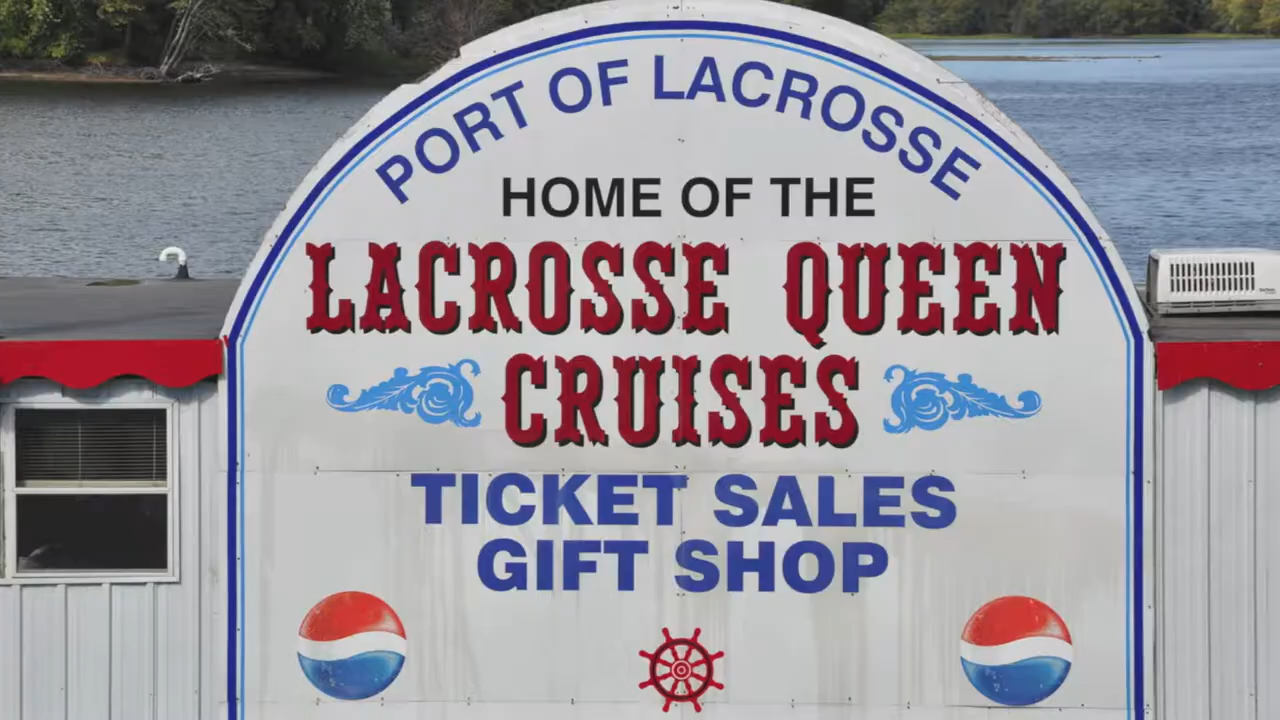 PORT OF LACROSSE
HOME OF THE
LACROSSE QUEEN
CRUISES
TICKET SALES
GIFT SHOP